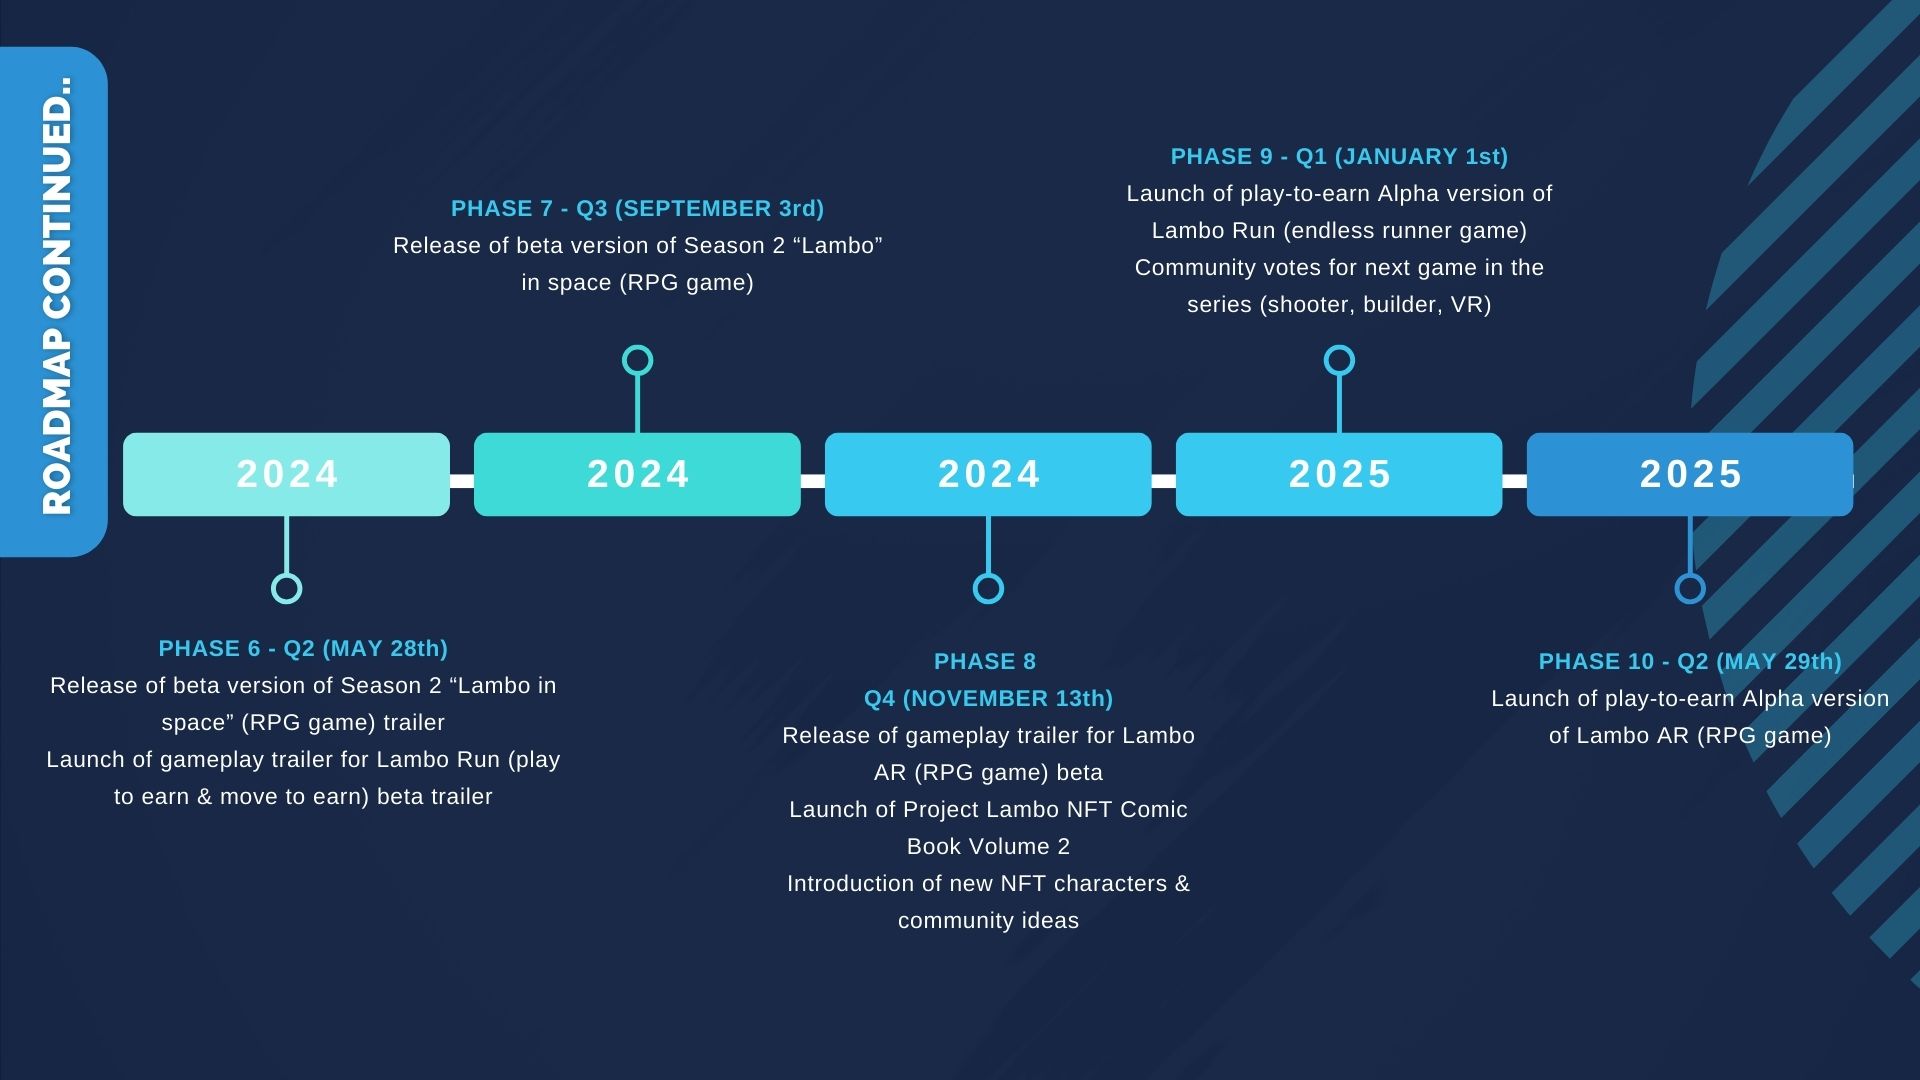 ROADMAP CONTINUED..
PHASE 7 - Q3 (SEPTEMBER 3rd)
Release of beta version of Season 2 “Lambo”
in space (RPG game)
PHASE 9 - Q1 (JANUARY 1st)
Launch of play-to-earn Alpha version of
Lambo Run (endless runner game)
Community votes for next game in the
series (shooter, builder, VR)
2024
2024
2024
2025
2025
PHASE 6 - Q2 (MAY 28th)
Release of beta version of Season 2 “Lambo in
space” (RPG game) trailer
Launch of gameplay trailer for Lambo Run (play
to earn & move to earn) beta trailer
PHASE 8
Q4 (NOVEMBER 13th)
Release of gameplay trailer for Lambo
AR (RPG game) beta
Launch of Project Lambo NFT Comic
Book Volume 2
Introduction of new NFT characters &
community ideas
PHASE 10 - Q2 (MAY 29th)
Launch of play-to-earn Alpha version
of Lambo AR (RPG game)